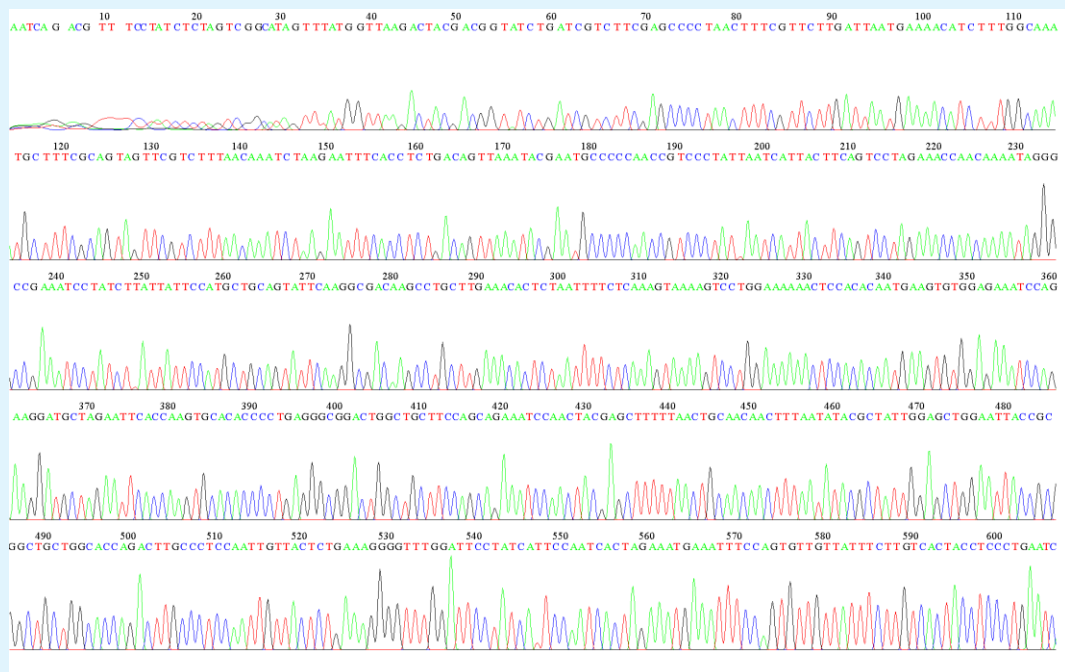 10 20 30 40 50 60 70 80 90 100 110
AATCAG ACG TT TCCTATCTCTAGTCGGCATAGTTTATGGTTAAGACTACGACGGTATCTGATCGTCTTCGAGCCCCTAACTTTCGTTCTTGATTAATGAAAACATCTTTGGCAAA
120 130 140 150 160 170 180 190 200 210 220 230
TGCTTTCGCAGTAGTTCGTCTTTAACAAATCTAAGAATTTCACCTCTGACAGTTAAATACGAATGCCCCCAACCGTCCCTATTAATCATTACTTCAGTCCTAGAAACCAACAAAATAGGG
240 250 260 270 280 290 300 310 320 330 340 350 360
CCGAAATCCTATCTTATTATTCCATGCTGCAGTATTCAAGGCGACAAGCCTGCTTGAAACACTCTAATTTTCTCAAAGTAAAAGTCCTGGAAAAAACTCCACACAATGAAGTGTGGAGAAATCCAG
370 380 390 400 410 420 430 440 450 460 470 480
AAGGATGCTAGAATTCACCAAGTGCACACCCCTGAGGGCGGACTGGCTGCTTCCAGCAGAAATCCAACTACGAGCTTTTTAACTGCAACAACTTTAATATACGCTATTGGAGCTGGAATTACCGC
490 500 510 520 530 540 550 560 570 580 590 600
GGCTGCTGGCACCAGACTTGCCCTCCAATTGTTACTCTGAAAGGGGTTTGGATTCCTATCATTCCAATCACTAGAAATGAAATTTCCAGTGTTGTTATTTCTTGTCACTACCTCCCTGAATC